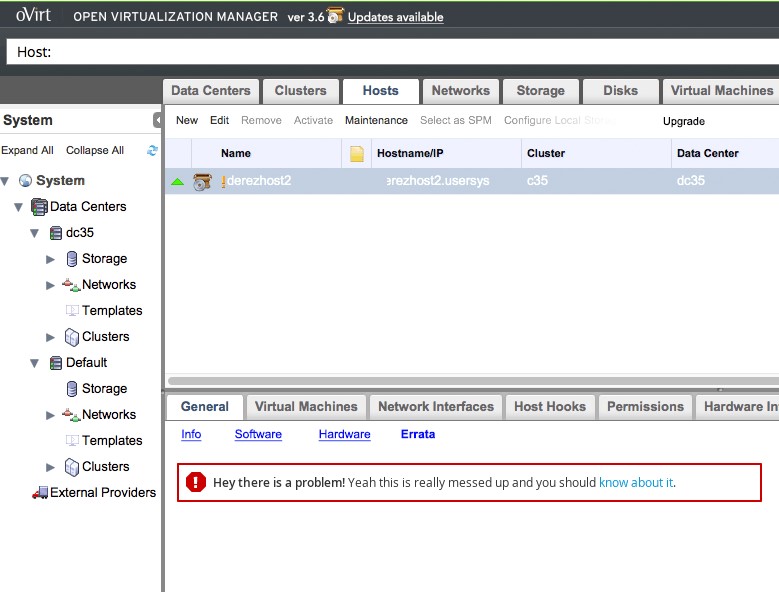 oVirt OPEN VIRTUALIZATION MANAGER ver 3.6 Updates available
Host:
Data Centers Clusters Hosts Networks Storage Disks Virtual Machines
System
New Edit Remove Activate Maintenance Select as SPM Configure Local Upgrade
Expand All Collapse All
Name Hostname/IP Cluster Data Center
System
derezhost2 erezhost2.usersys c35 dc35
Data Centers
dc35
Storage
Networks
Templates
Clusters
Default
Storage
Networks
Templates
Clusters
External Providers
General Virtual Machines Network Interfaces Host Hooks Permissions Hardware In
Info Software Hardware Errata
Hey there is a problem! Yeah this is really messed up and you should know about it.